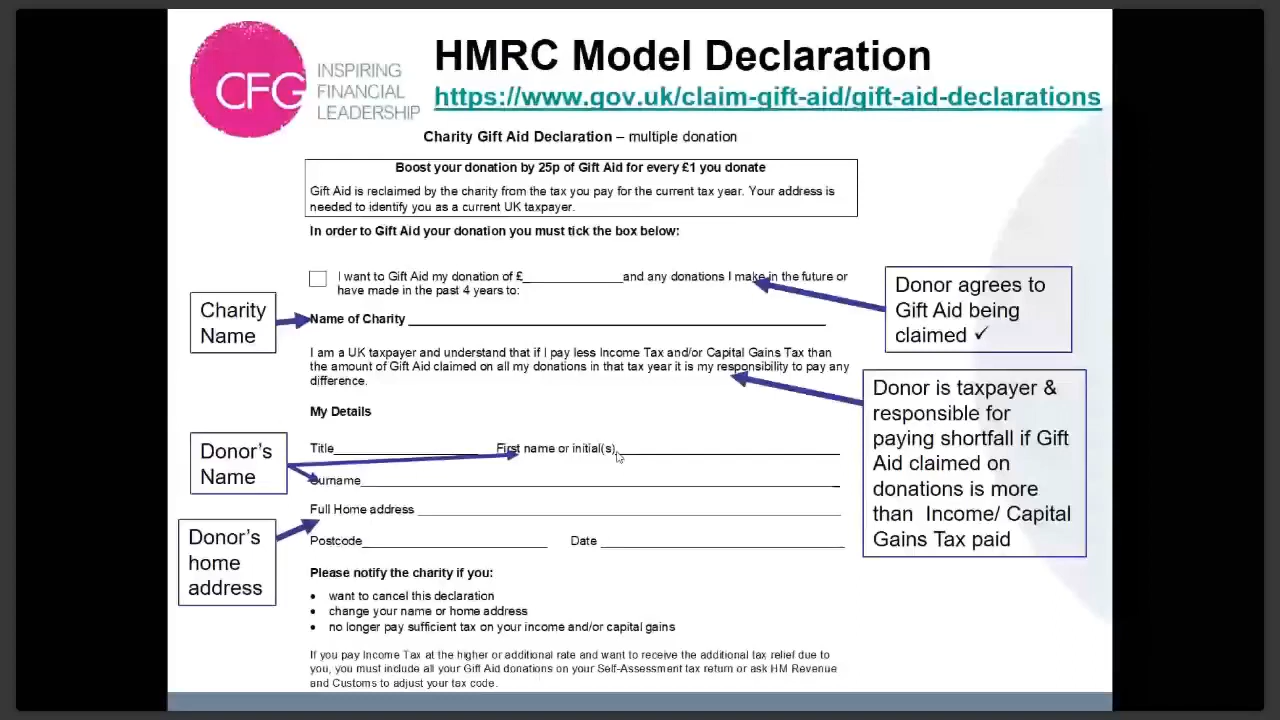 CFG
INSPIRING
FINANCIAL
LEADERSHIP
HMRC Model Declaration
https://www.gov.uk/claim-gift-aid/gift-aid-declarations
Charity Gift Aid Declaration – multiple donation
Boost your donation by 25p of Gift Aid for every £1 you donate
Gift Aid is reclaimed by the charity from the tax you pay for the current tax year. Your address is
needed to identify you as a current UK taxpayer.
In order to Gift Aid your donation you must tick the box below:
I want to Gift Aid my donation of £______________and any donations I make in the future or
have made in the past 4 years to:
Name of Charity ______________
I am a UK taxpayer and understand that if I pay less Income Tax and/or Capital Gains Tax than
the amount of Gift Aid claimed on all my donations in that tax year it is my responsibility to pay any
difference.
My Details
Title______________ First name or initial(s)______________
Surname______________
Full Home address ______________
Postcode______________ Date ______________
Please notify the charity if you:
• want to cancel this declaration
• change your name or home address
• no longer pay sufficient tax on your income and/or capital gains
If you pay Income Tax at the higher or additional rate and want to receive the additional tax relief due to
you, you must include all your Gift Aid donations on your Self-Assessment tax return or ask HM Revenue
and Customs to adjust your tax code.
Charity
Name
Donor's
Name
Donor's
home
address
Donor agrees to
Gift Aid being
claimed ✓
Donor is taxpayer &
responsible for
paying shortfall if Gift
Aid claimed on
donations is more
than Income/ Capital
Gains Tax paid